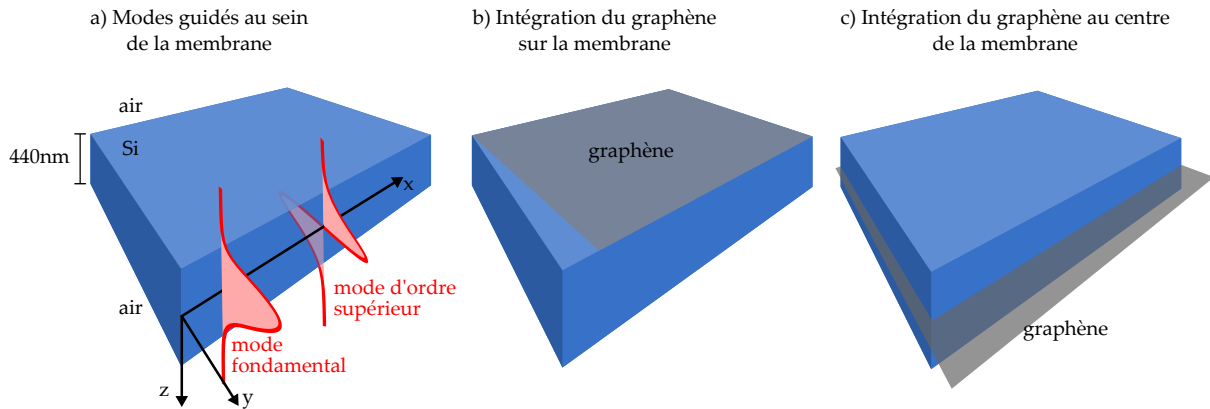 a) Modes guidés au sein
de la membrane
b) Intégration du graphène
sur la membrane
c) Intégration du graphène au centre
de la membrane
air
Si
440nm
x
mode d'ordre
supérieur
air
mode
fondamental
z
y
graphène
graphène